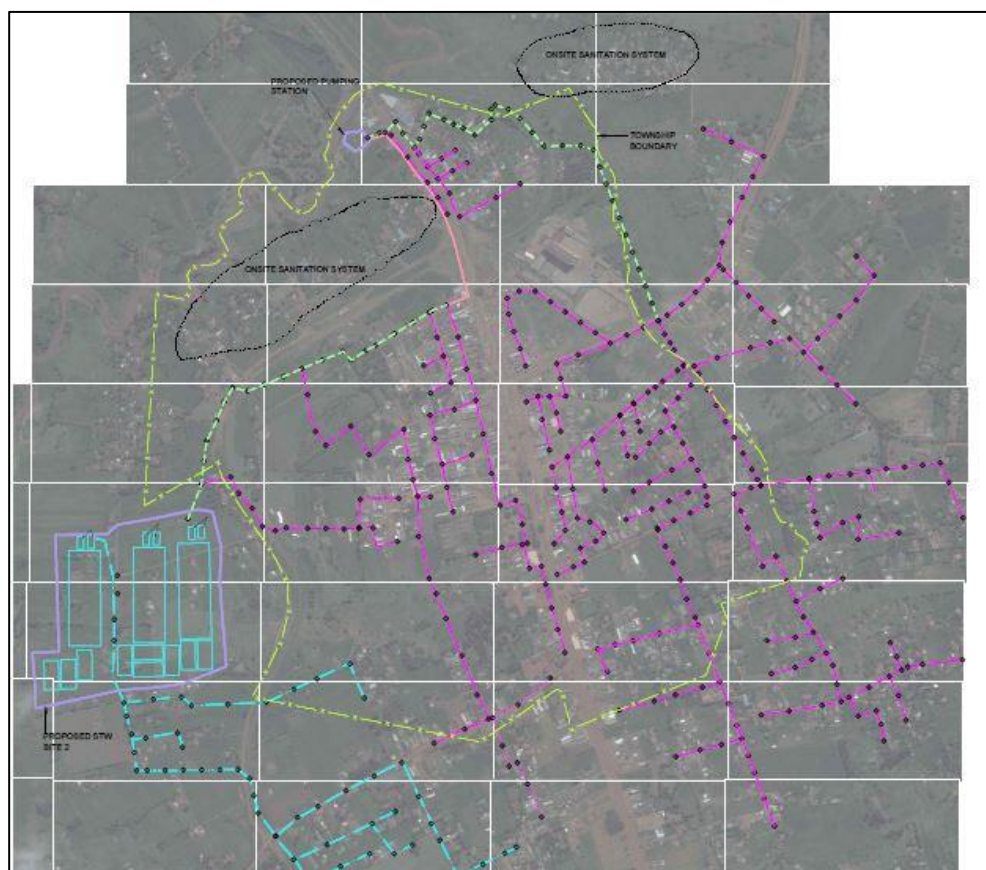 ONSITE SANITATION SYSTEM
PROPOSED PUMPING
STATION
TOWNSHIP
BOUNDARY
ONSITE SANITATION SYSTEM
PROPOSED STW
SITE 2